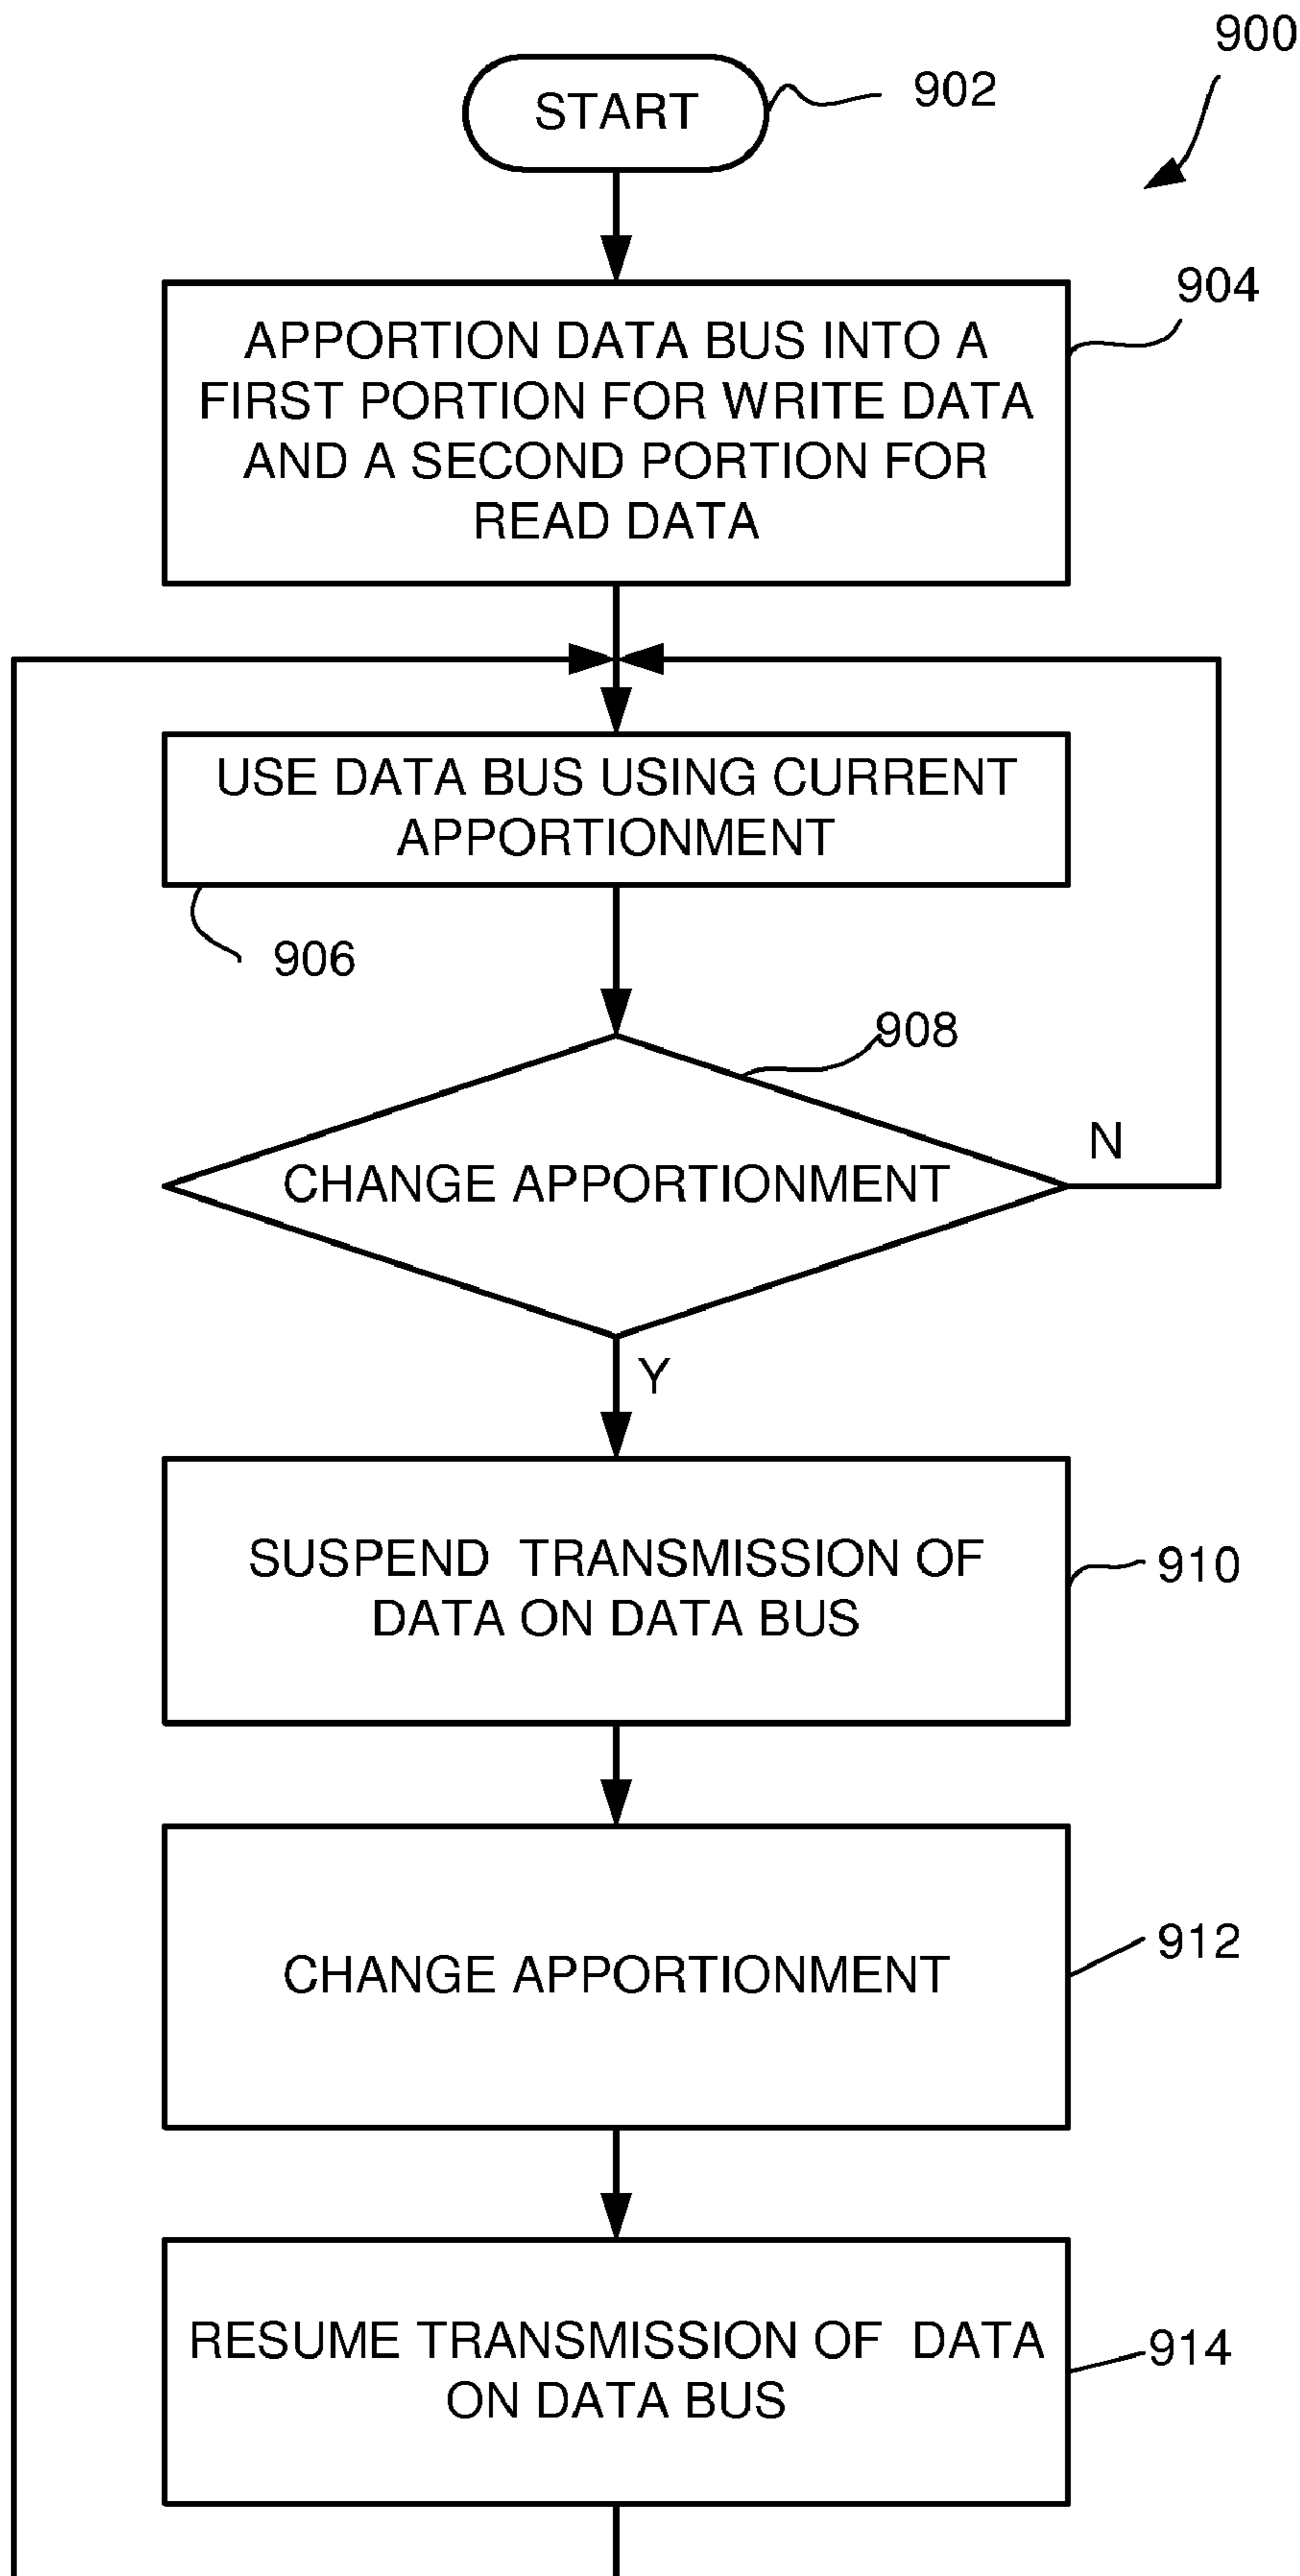 900
START
902
904
APPORTION DATA BUS INTO A
FIRST PORTION FOR WRITE DATA
AND A SECOND PORTION FOR
READ DATA
USE DATA BUS USING CURRENT
APPORTIONMENT
906
908
N
CHANGE APPORTIONMENT
Y
SUSPEND TRANSMISSION OF
DATA ON DATA BUS
910
CHANGE APPORTIONMENT
912
RESUME TRANSMISSION OF DATA
ON DATA BUS
914